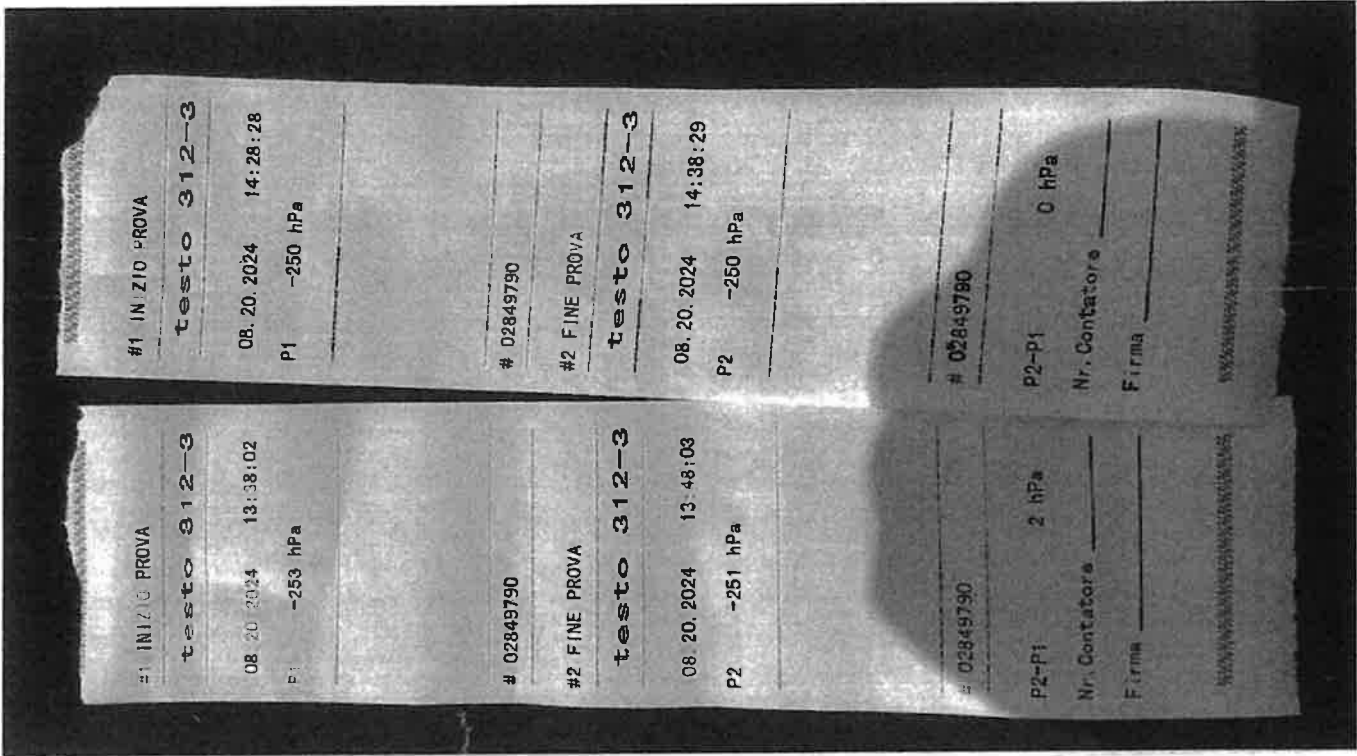 #1 INIZIO PROVA
testo 312-3
08.20.2024 13:38:02
P1 -253 hPa
# 02849790
#2 FINE PROVA
testo 312-3
08.20.2024 13:48:03
P2 -251 hPa
# 02849790
P2-P1 2 hPa
Nr.Contatore
Firma
#1 INIZIO PROVA
testo 312-3
08.20.2024 14:28:28
P1 -250 hPa
# 02849790
#2 FINE PROVA
testo 312-3
08.20.2024 14:38:29
P2 -250 hPa
# 02849790
P2-P1 0 hPa
Nr.Contatore
Firma